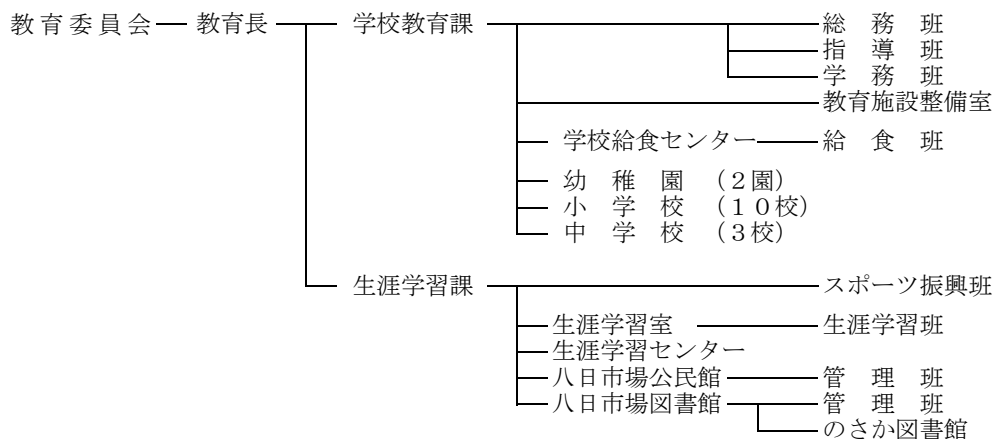 教育委員会 教育長 学校教育課 総務班
指導班
学務班
教育施設整備室
学校給食センター 給食班
幼稚園 (2園)
小学校 (10校)
中学校 (3校)
生涯学習課 スポーツ振興班
生涯学習室 生涯学習班
生涯学習センター
八日市場公民館 管理班
八日市場図書館 管理班
のさか図書館